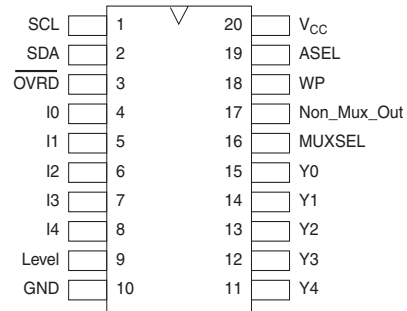 SCL 1 20 VCC
SDA 2 19 ASEL
OVRD 3 18 WP
I0 4 17 Non_Mux_Out
I1 5 16 MUXSEL
I2 6 15 Y0
I3 7 14 Y1
I4 8 13 Y2
Level 9 12 Y3
GND 10 11 Y4